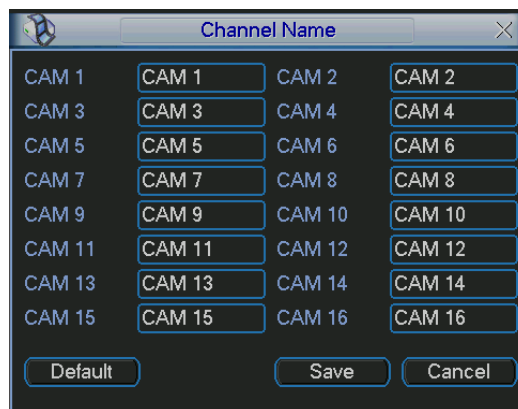 Channel Name
CAM 1 CAM 1 CAM 2 CAM 2
CAM 3 CAM 3 CAM 4 CAM 4
CAM 5 CAM 5 CAM 6 CAM 6
CAM 7 CAM 7 CAM 8 CAM 8
CAM 9 CAM 9 CAM 10 CAM 10
CAM 11 CAM 11 CAM 12 CAM 12
CAM 13 CAM 13 CAM 14 CAM 14
CAM 15 CAM 15 CAM 16 CAM 16
Default Save Cancel